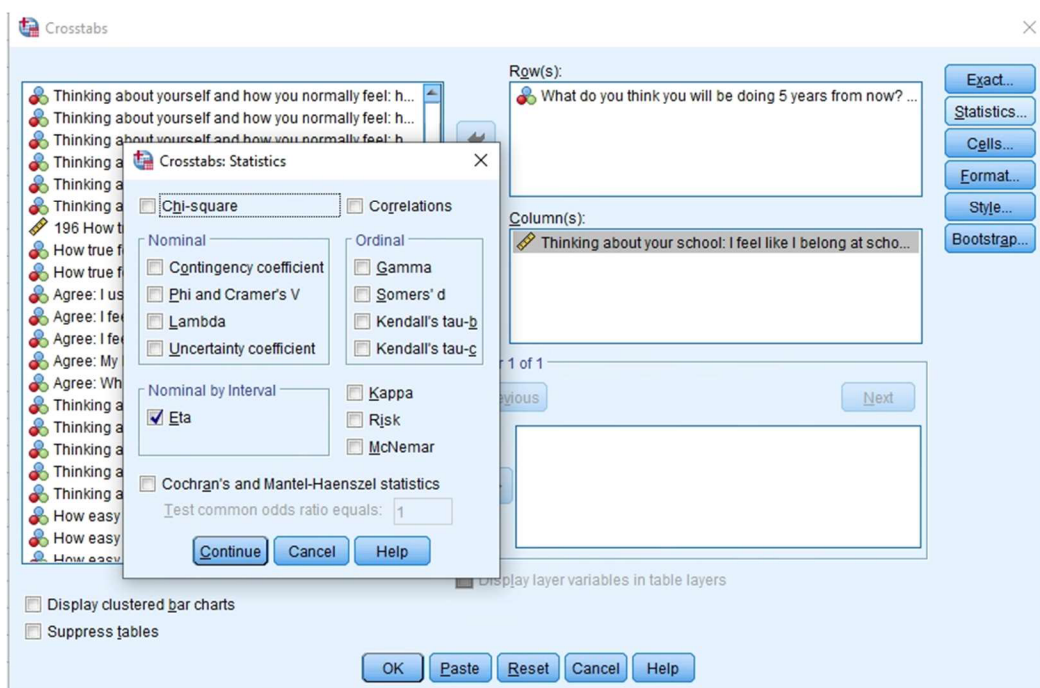 Crosstabs
Thinking about yourself and how you normally feel: h...
Thinking about yourself and how you normally feel: h...
Thinking about yourself and how you normally feel: h
Thinking a
Thinking a
Thinking a
196 How t
How true f
How true f
Agree: I us
Agree: I fee
Agree: I fee
Agree: My
Agree: Wh
Thinking a
Thinking a
Thinking a
Thinking a
Thinking a
How easy
How easy
How easy
Row(s):
What do you think you will be doing 5 years from now? ...
Column(s):
Thinking about your school: I feel like I belong at scho...
1 of 1
Next
Display layer variables in table layers
Exact...
Statistics...
Cells...
Format...
Style...
Bootstrap...
Crosstabs: Statistics
Chi-square
Correlations
Nominal
Contingency coefficient
Phi and Cramer's V
Lambda
Uncertainty coefficient
Ordinal
Gamma
Somers' d
Kendall's tau-b
Kendall's tau-c
Nominal by Interval
Eta
Kappa
Risk
McNemar
Cochran's and Mantel-Haenszel statistics
Test common odds ratio equals: 1
Continue Cancel Help
Display clustered bar charts
Suppress tables
OK Paste Reset Cancel Help